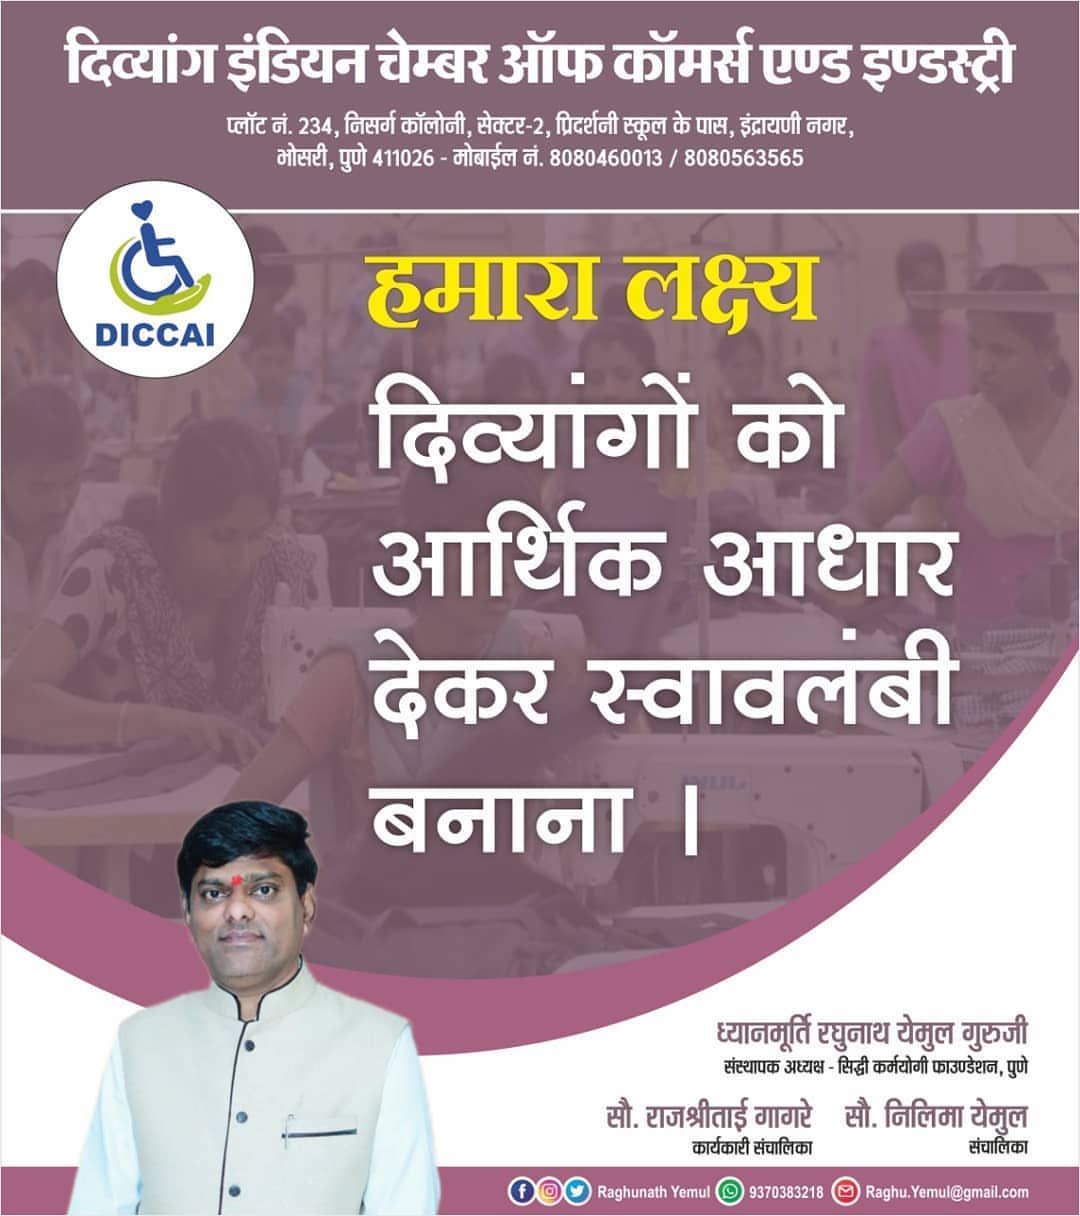 दिव्यांग इंडियन चेम्बर ऑफ कॉमर्स एण्ड इण्डस्ट्री
प्लॉट नं. 234, निसर्ग कॉलोनी, सेक्टर-2, प्रिदर्शनी स्कूल के पास, इंद्रायणी नगर,
भोसरी, पुणे 411026 - मोबाईल नं. 8080460013 / 8080563565
DICCAI
हमारा लक्ष्य
दिव्यांगों को
आर्थिक आधार
देकर स्वावलंबी
बनाना ।
ध्यानमूर्ति रघुनाथ येमुल गुरुजी
संस्थापक अध्यक्ष - सिद्धी कर्मयोगी फाउण्डेशन, पुणे
सौ. राजश्रीताई गागरे सौ. निलिमा येमुल
कार्यकारी संचालिका संचालिका
Raghunath Yemul 9370383218 Raghu.Yemul@gmail.com